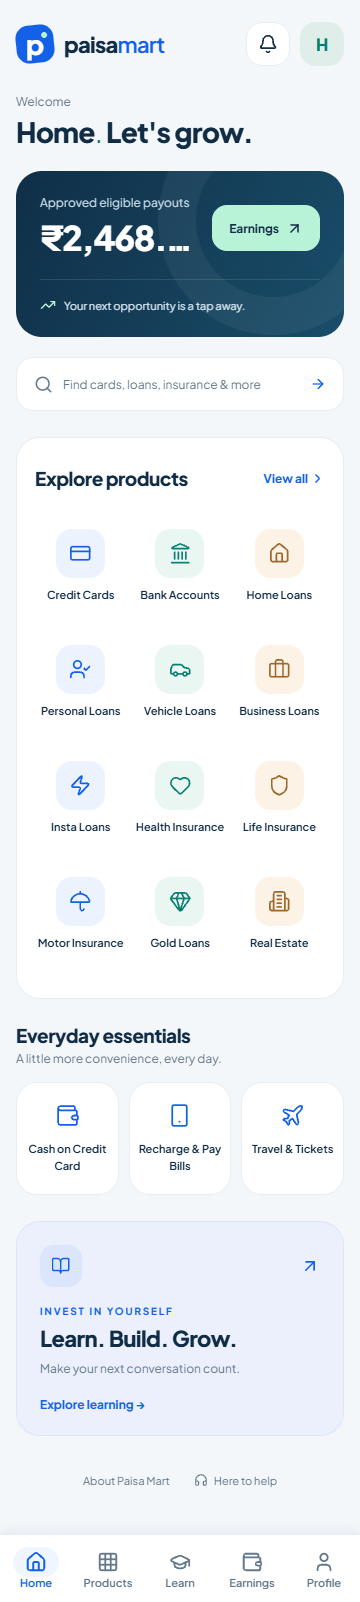 paisamart
H
Welcome
Home. Let's grow.
Approved eligible payouts
₹2,468.…
Earnings
Your next opportunity is a tap away.
Find cards, loans, insurance & more
Explore products
View all
Credit Cards
Bank Accounts
Home Loans
Personal Loans
Vehicle Loans
Business Loans
Insta Loans
Health Insurance
Life Insurance
Motor Insurance
Gold Loans
Real Estate
Everyday essentials
A little more convenience, every day.
Cash on Credit
Card
Recharge & Pay
Bills
Travel & Tickets
INVEST IN YOURSELF
Learn. Build. Grow.
Make your next conversation count.
Explore learning →
About Paisa Mart
Here to help
Home
Products
Learn
Earnings
Profile